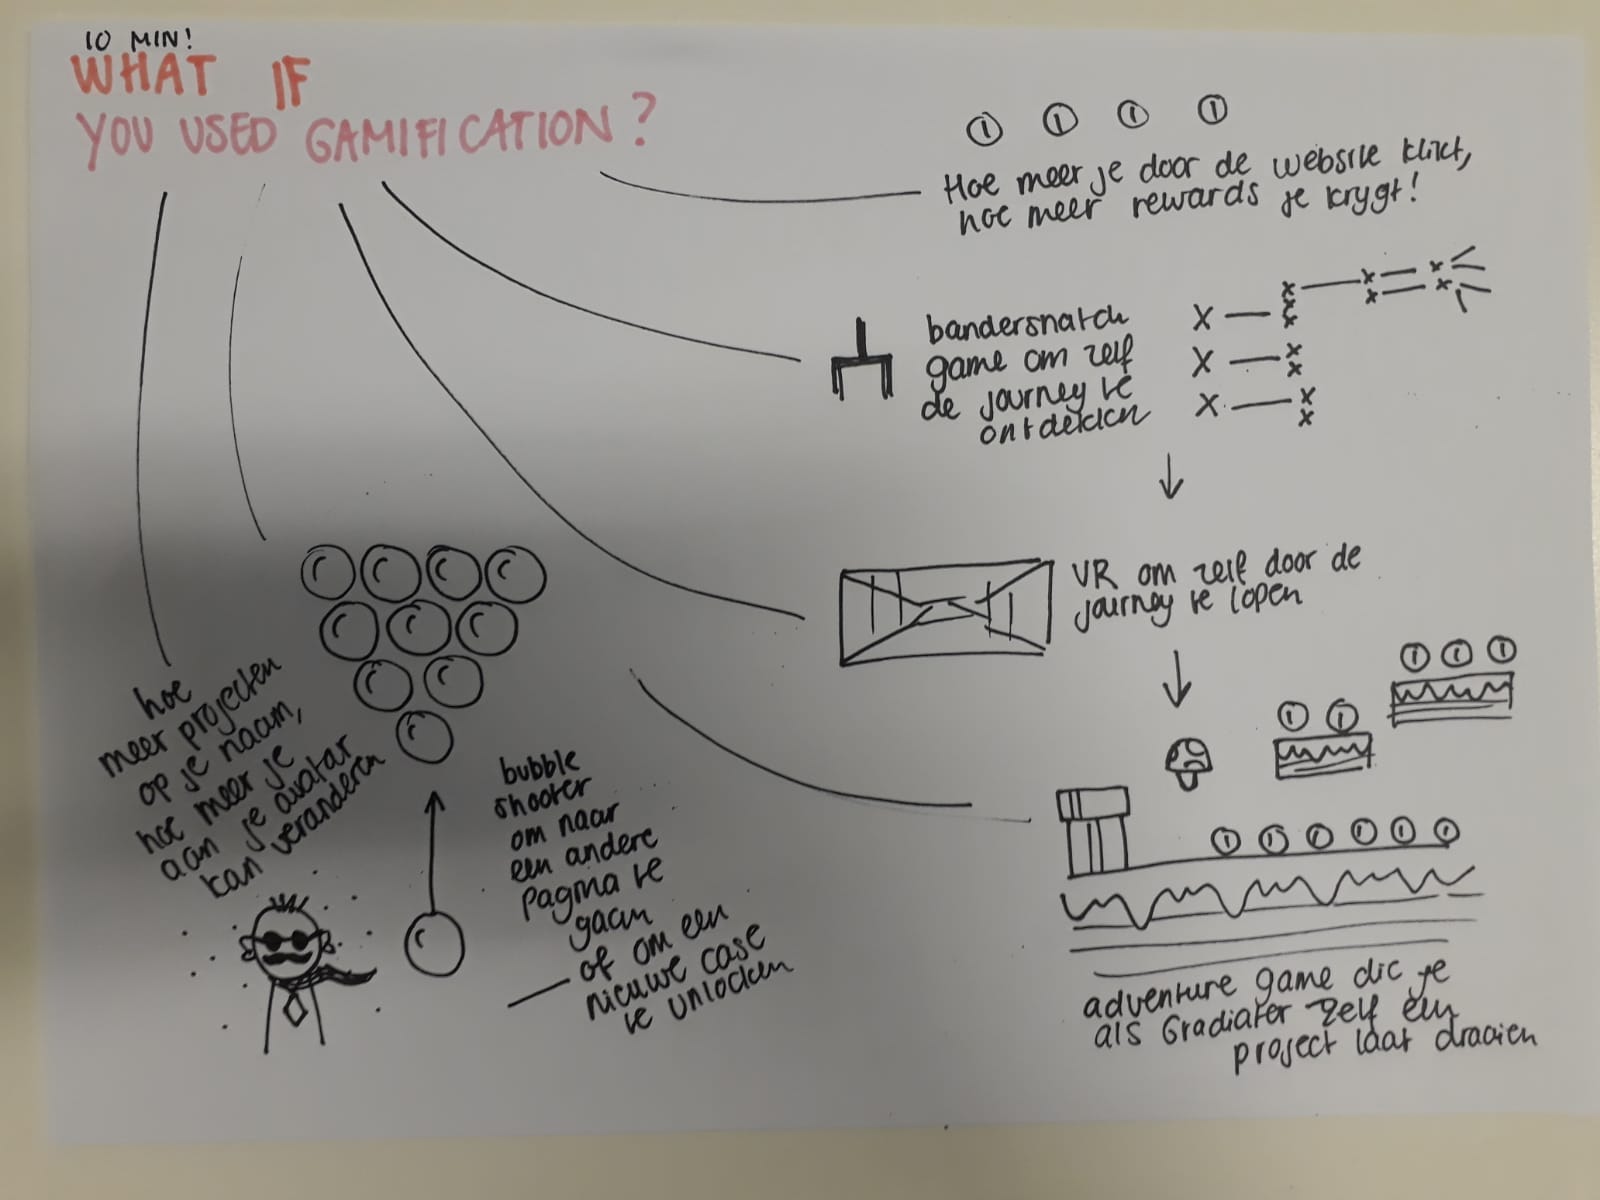 10 MIN!
WHAT IF
YOU USED GAMIFICATION?
Hoe meer je door de website klikt,
hoe meer rewards je krygt!
bandersnatch
game om zelf
de journey te
ontdekken
VR om zelf door de
journey te lopen
adventure game die je
als Gradiater zelf een
project laat draaien
bubble
shooter
om naar
een andere
pagina te
gaan
of om een
nieuwe case
te unlocken
hoe
meer projecten
op je naam,
hoe meer je
aan je avatar
kan veranderen